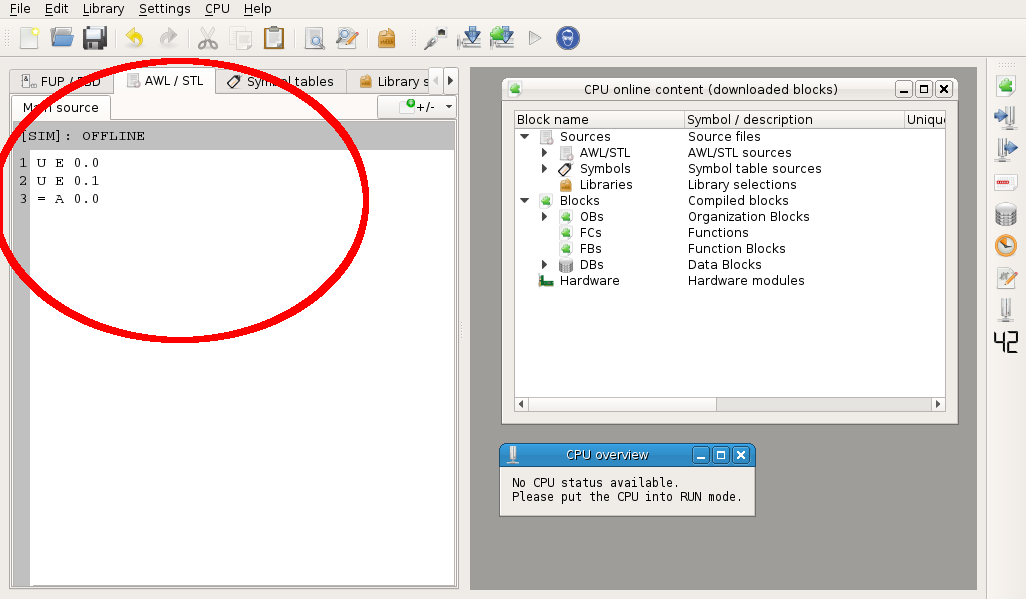 File Edit Library Settings CPU Help
FUP / FBD AWL / STL Symbol tables Library s
Main source +/-
[SIM]: OFFLINE
1 U E 0.0
2 U E 0.1
3 = A 0.0
CPU online content (downloaded blocks)
Block name Symbol / description Uniqu
Sources Source files
AWL/STL AWL/STL sources
Symbols Symbol table sources
Libraries Library selections
Blocks Compiled blocks
OBs Organization Blocks
FCs Functions
FBs Function Blocks
DBs Data Blocks
Hardware Hardware modules
CPU overview
No CPU status available.
Please put the CPU into RUN mode.
42